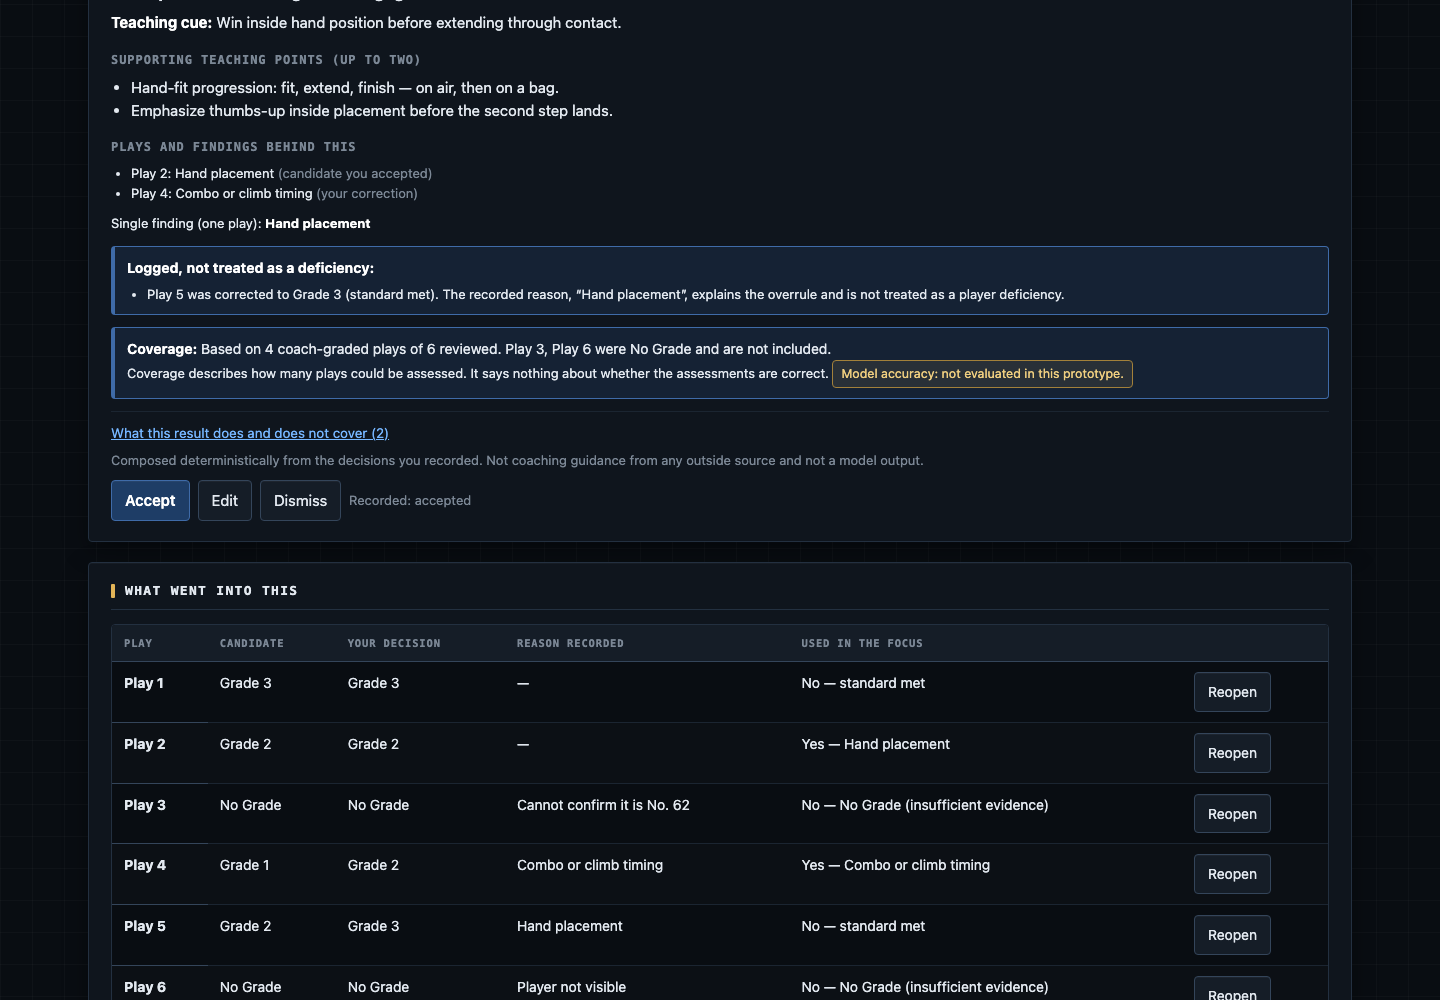 Teaching cue: Win inside hand position before extending through contact.
SUPPORTING TEACHING POINTS (UP TO TWO)
• Hand-fit progression: fit, extend, finish — on air, then on a bag.
• Emphasize thumbs-up inside placement before the second step lands.
PLAYS AND FINDINGS BEHIND THIS
• Play 2: Hand placement (candidate you accepted)
• Play 4: Combo or climb timing (your correction)
Single finding (one play): Hand placement
Logged, not treated as a deficiency:
• Play 5 was corrected to Grade 3 (standard met). The recorded reason, "Hand placement", explains the overrule and is not treated as a player deficiency.
Coverage: Based on 4 coach-graded plays of 6 reviewed. Play 3, Play 6 were No Grade and are not included.
Coverage describes how many plays could be assessed. It says nothing about whether the assessments are correct. Model accuracy: not evaluated in this prototype.
What this result does and does not cover (2)
Composed deterministically from the decisions you recorded. Not coaching guidance from any outside source and not a model output.
Accept Edit Dismiss Recorded: accepted
WHAT WENT INTO THIS
PLAY CANDIDATE YOUR DECISION REASON RECORDED USED IN THE FOCUS
Play 1 Grade 3 Grade 3 — No — standard met Reopen
Play 2 Grade 2 Grade 2 — Yes — Hand placement Reopen
Play 3 No Grade No Grade Cannot confirm it is No. 62 No — No Grade (insufficient evidence) Reopen
Play 4 Grade 1 Grade 2 Combo or climb timing Yes — Combo or climb timing Reopen
Play 5 Grade 2 Grade 3 Hand placement No — standard met Reopen
Play 6 No Grade No Grade Player not visible No — No Grade (insufficient evidence) Reopen